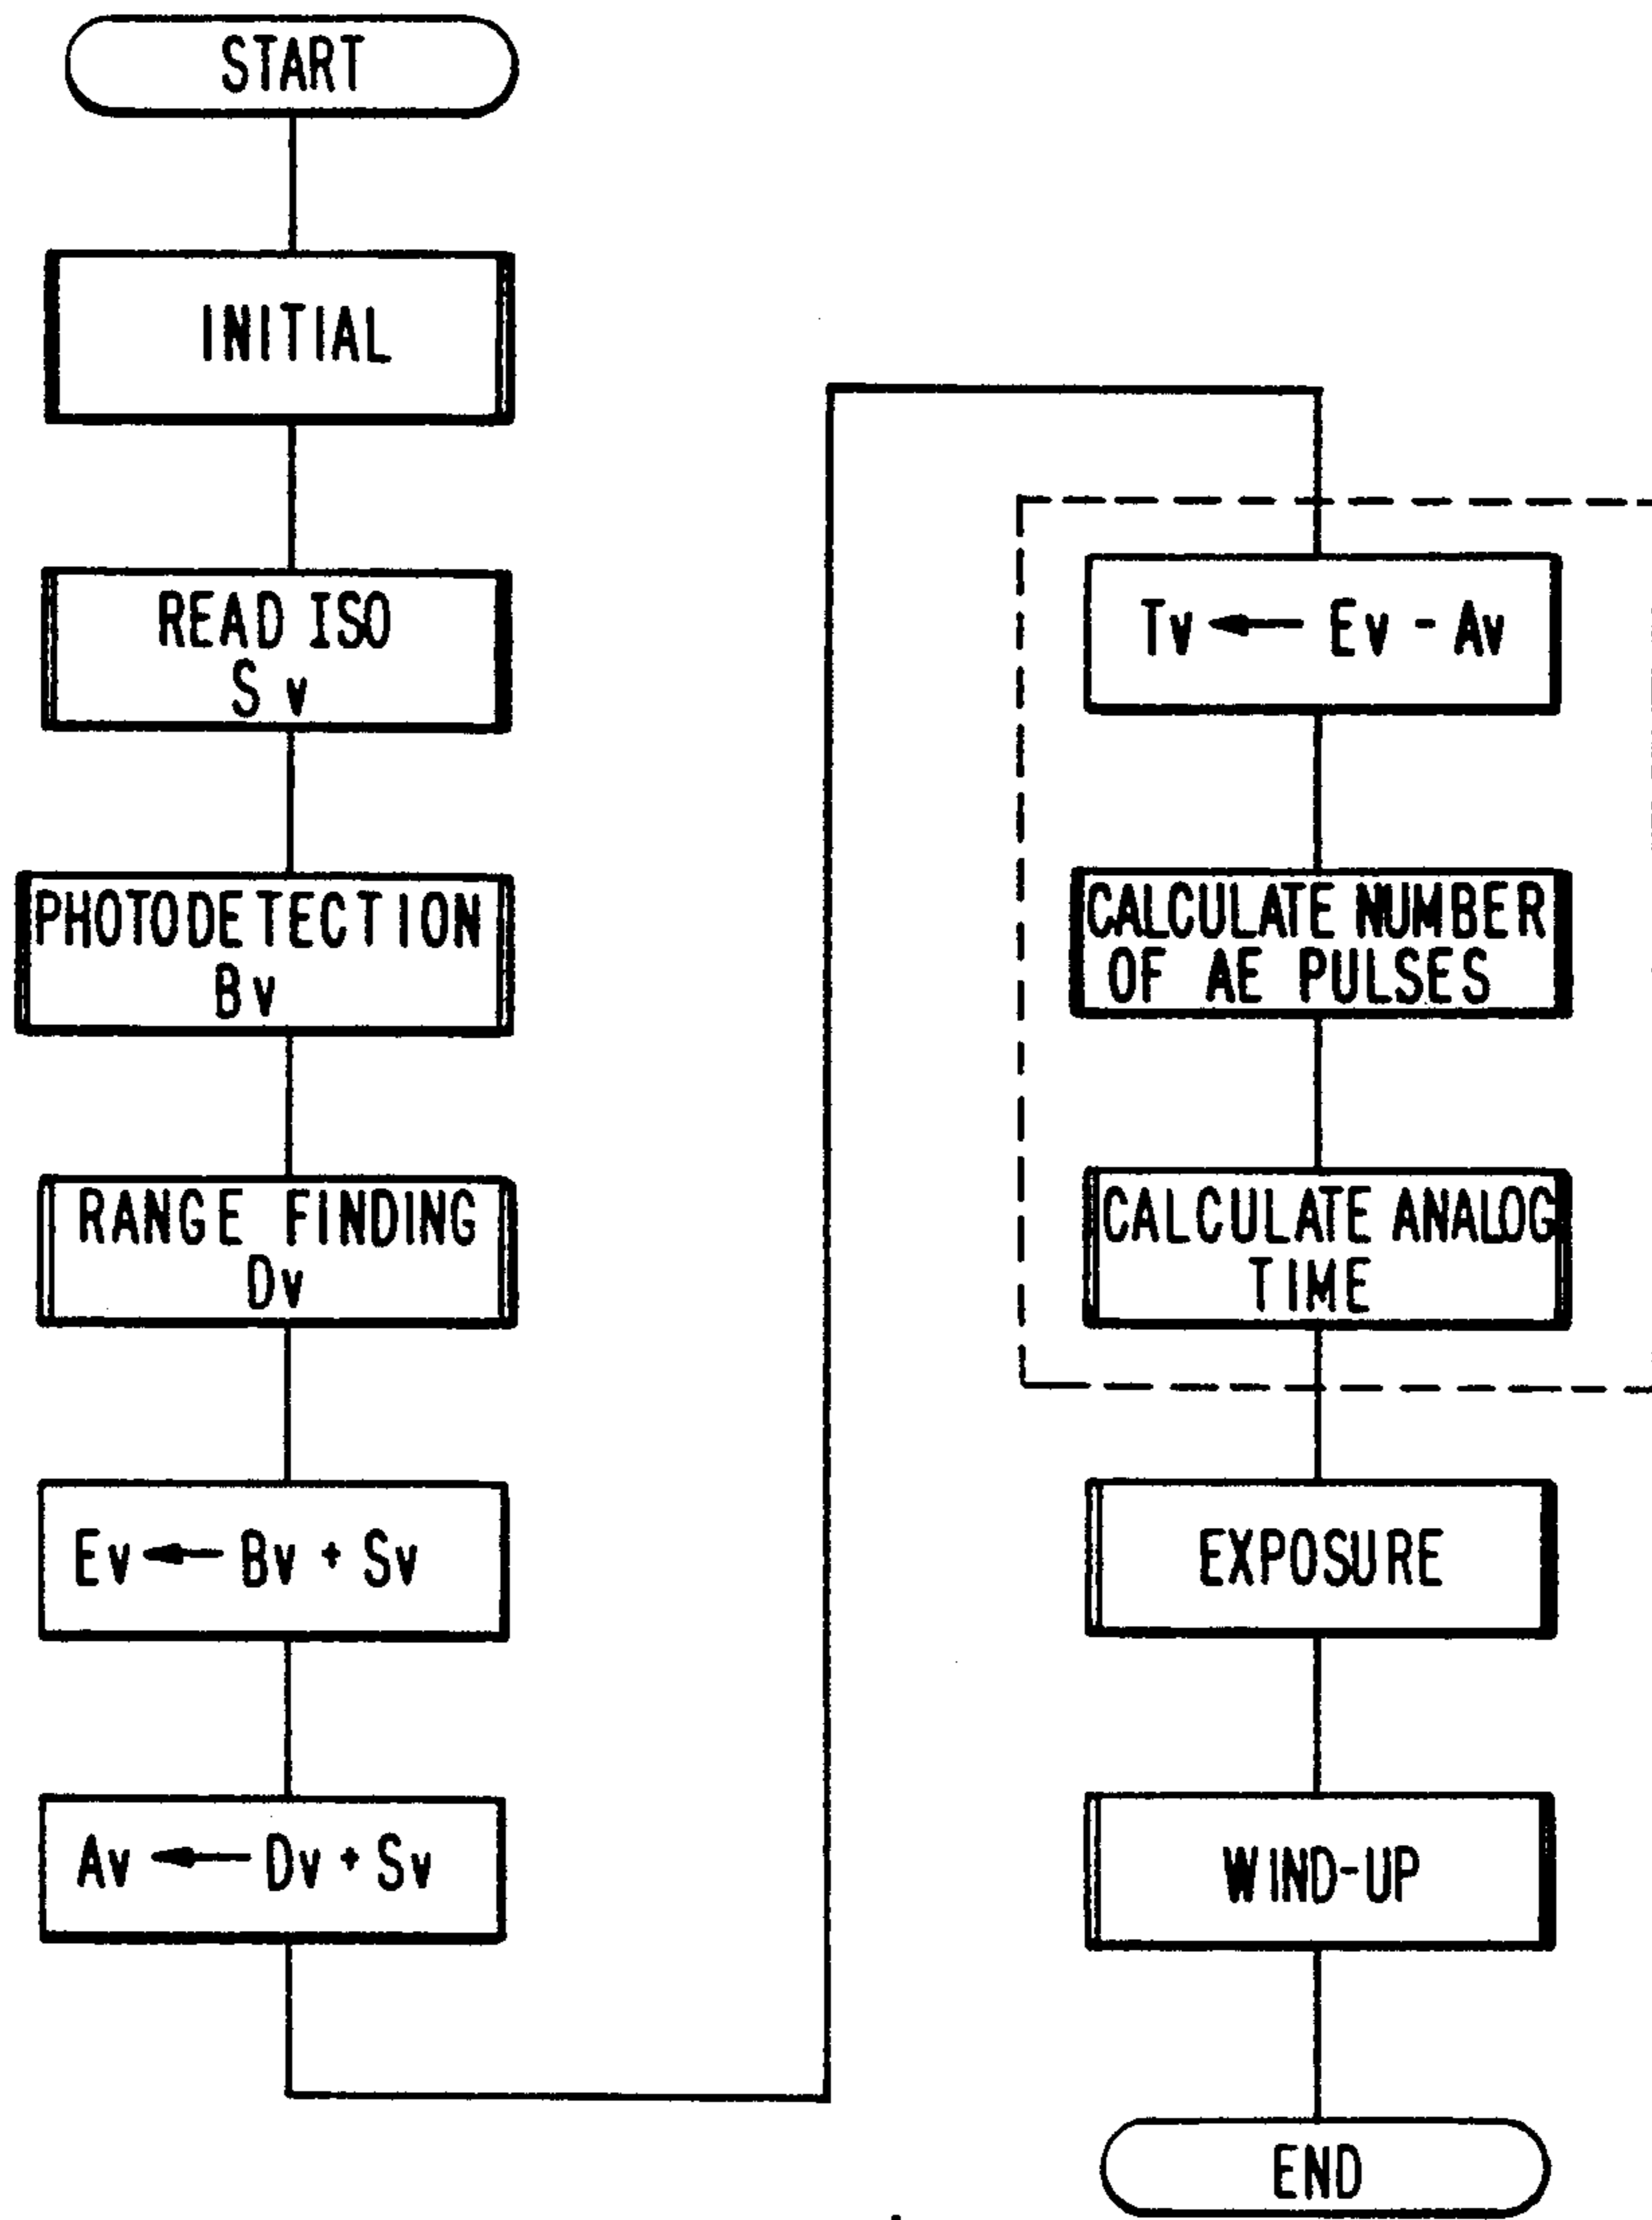 START
INITIAL
READ ISO
Sv
PHOTODETECTION
Bv
RANGE FINDING
Dv
Ev ← Bv + Sv
Av ← Dv + Sv
Tv ← Ev - Av
CALCULATE NUMBER
OF AE PULSES
CALCULATE ANALOG
TIME
EXPOSURE
WIND-UP
END